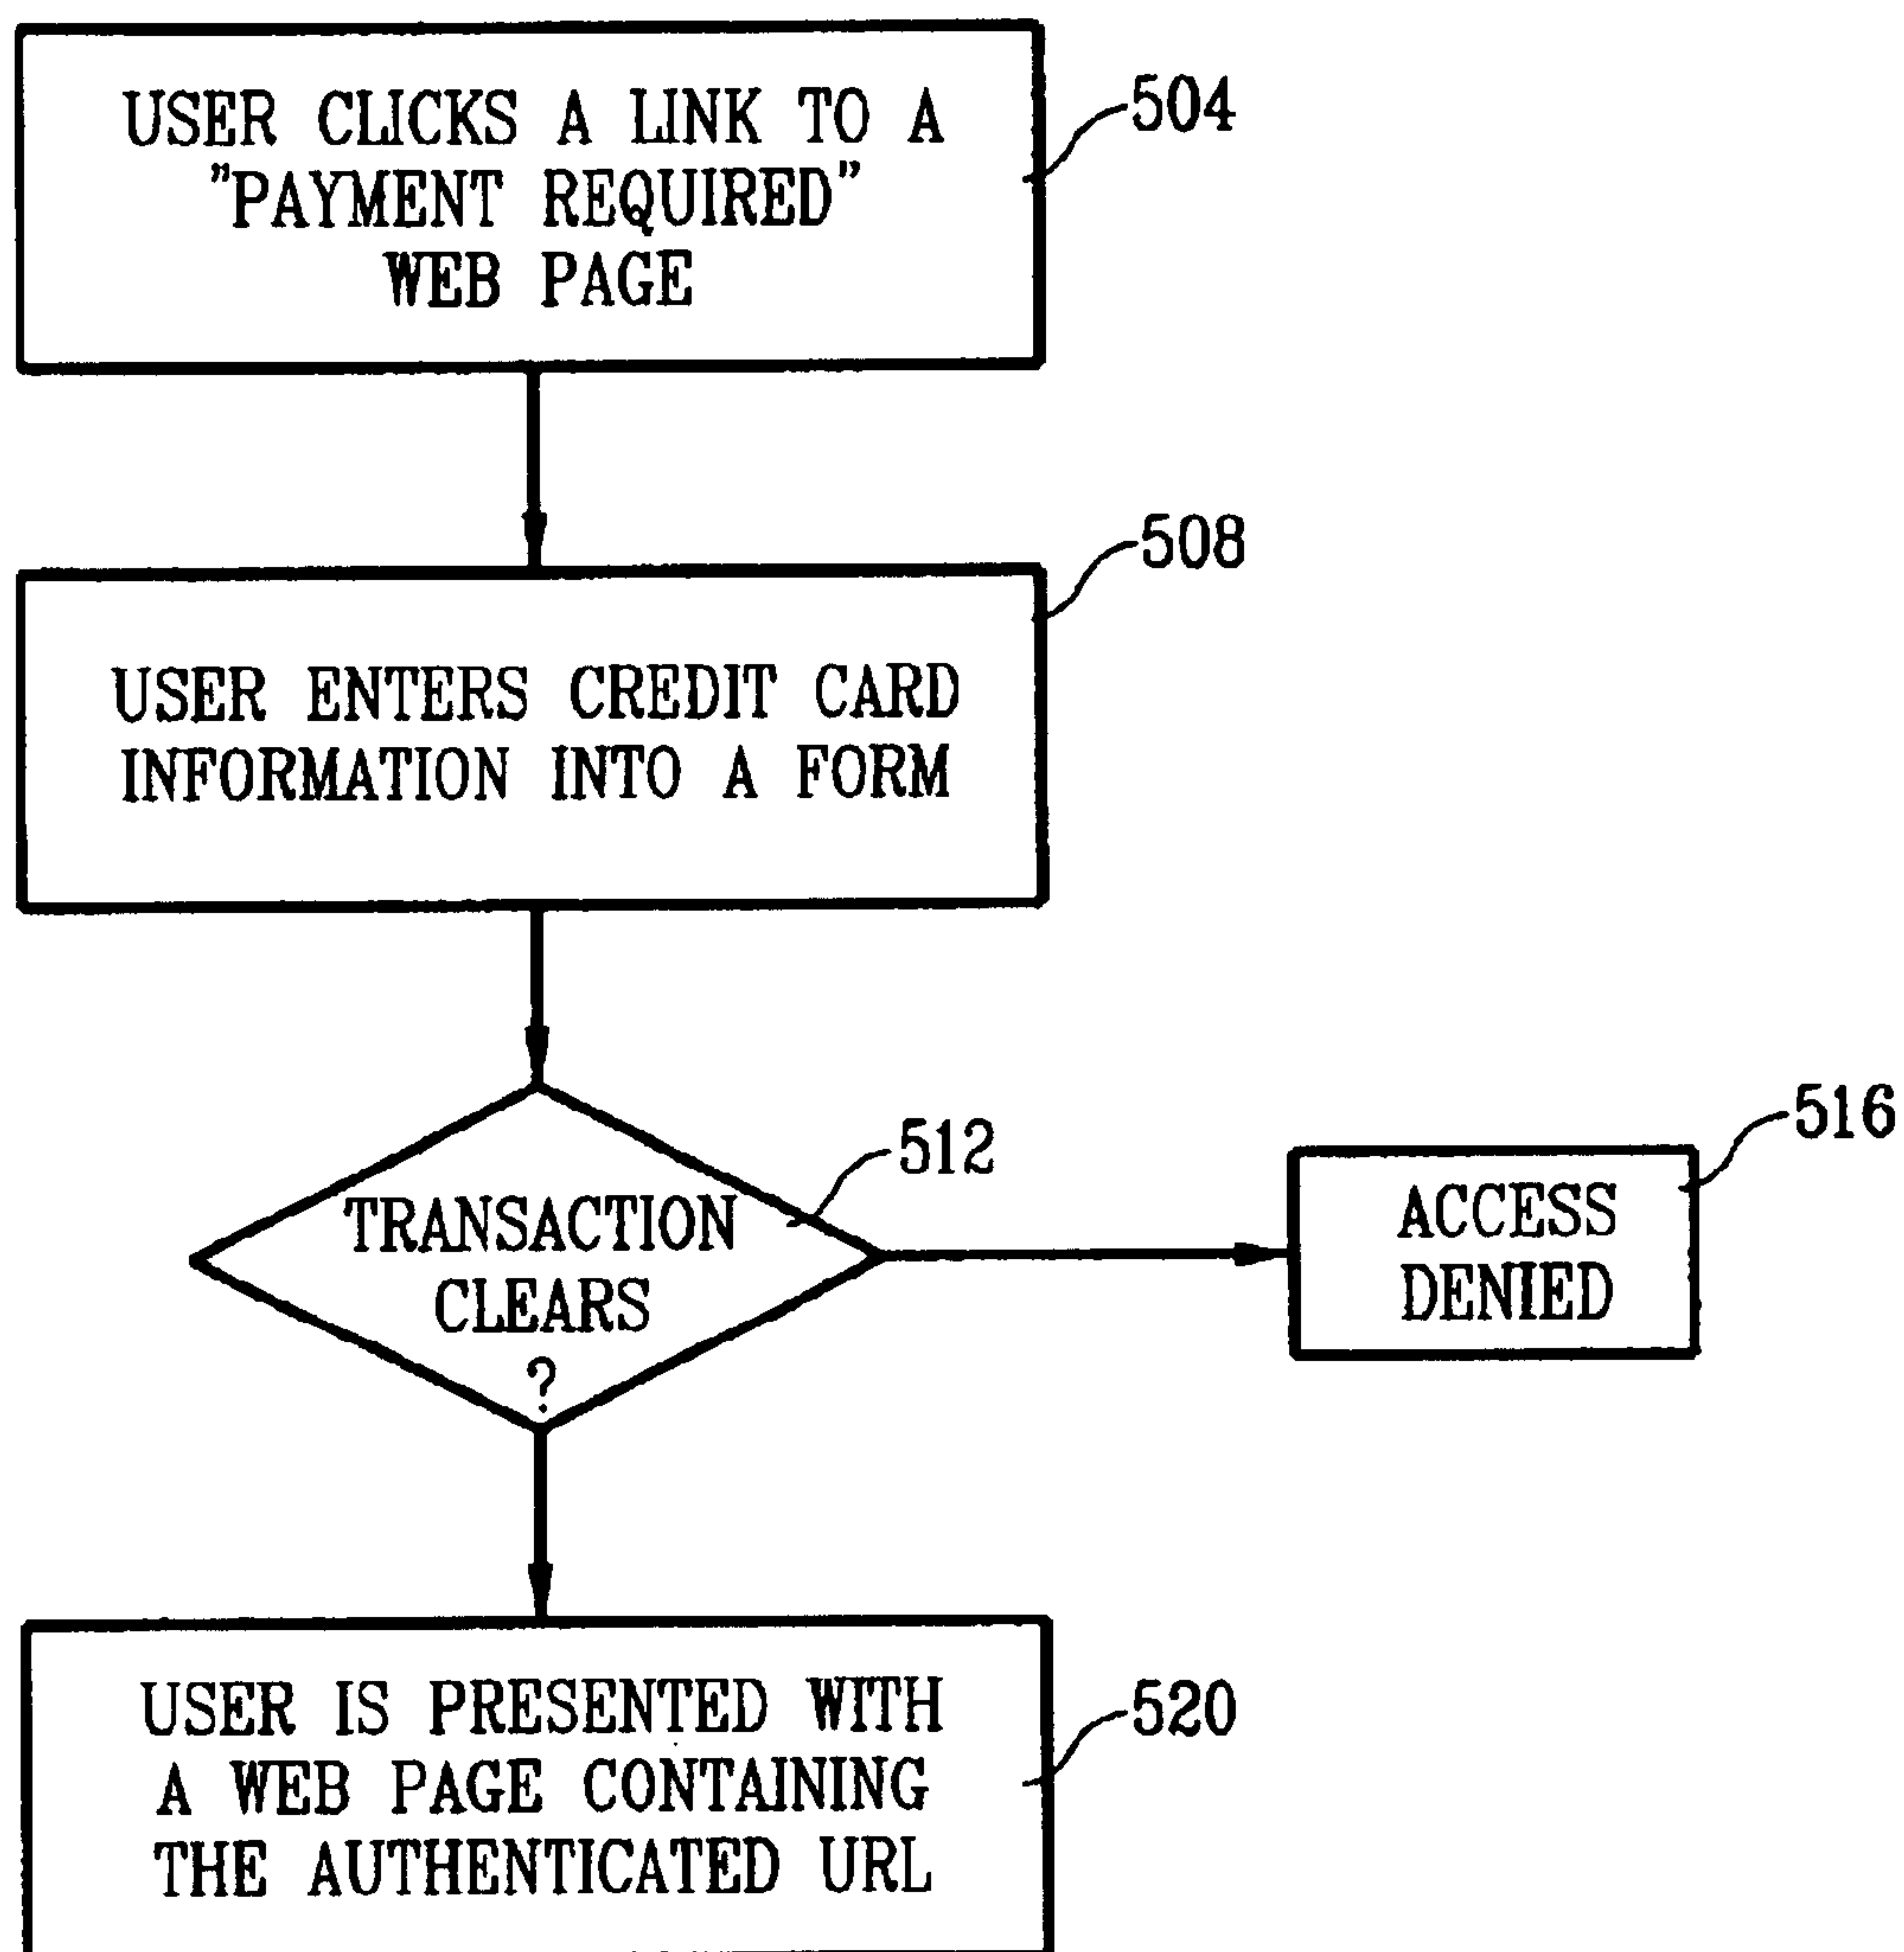 USER CLICKS A LINK TO A
"PAYMENT REQUIRED"
WEB PAGE
504
USER ENTERS CREDIT CARD
INFORMATION INTO A FORM
508
TRANSACTION
CLEARS
?
512
ACCESS
DENIED
516
USER IS PRESENTED WITH
A WEB PAGE CONTAINING
THE AUTHENTICATED URL
520